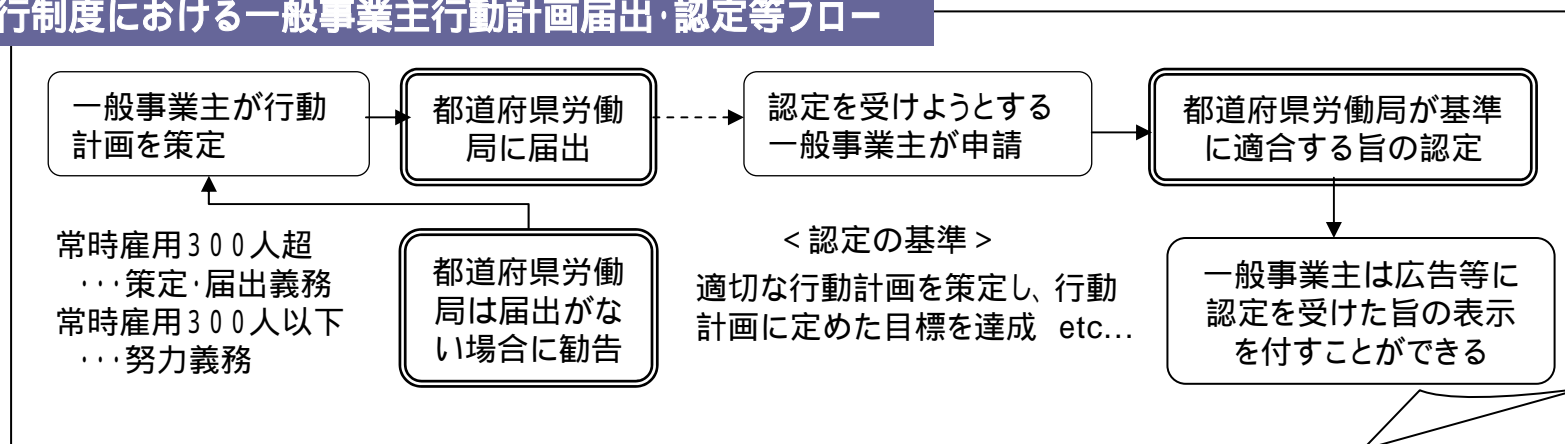 行制度における一般事業主行動計画届出･認定等フロー
一般事業主が行動
計画を策定
都道府県労働
局に届出
認定を受けようとする
一般事業主が申請
都道府県労働局が基準
に適合する旨の認定
常時雇用３００人超
･･･策定･届出義務
常時雇用３００人以下
･･･努力義務
都道府県労働
局は届出がな
い場合に勧告
＜認定の基準＞
適切な行動計画を策定し、行動
計画に定めた目標を達成 etc…
一般事業主は広告等に
認定を受けた旨の表示
を付すことができる